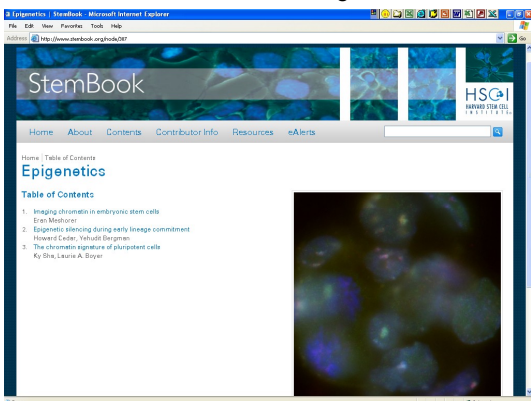 Epigenetics | StemBook - Microsoft Internet Explorer
File Edit View Favorites Tools Help
Address http://www.stembook.org/node/387 Go
StemBook
HSCI
HARVARD STEM CELL
INSTITUTE
Home About Contents Contributor Info Resources eAlerts
Home | Table of Contents
Epigenetics
Table of Contents
1. Imaging chromatin in embryonic stem cells
Eran Meshorer
2. Epigenetic silencing during early lineage commitment
Howard Cedar, Yehudit Bergman
3. The chromatin signature of pluripotent cells
Ky Sha, Laurie A. Boyer